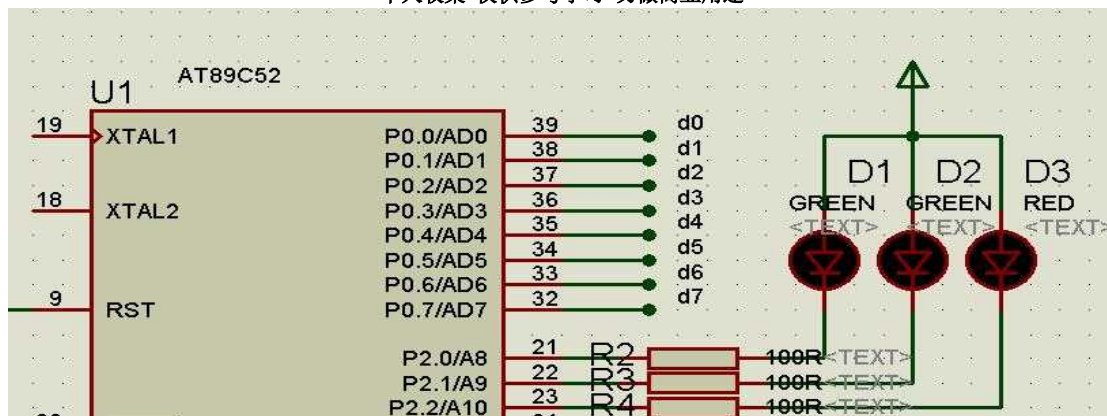 AT89C52
U1
19 XTAL1 P0.0/AD0 39 d0
P0.1/AD1 38 d1
P0.2/AD2 37 d2
18 XTAL2 P0.3/AD3 36 d3
P0.4/AD4 35 d4
P0.5/AD5 34 d5
P0.6/AD6 33 d6
9 RST P0.7/AD7 32 d7
D1 D2 D3
GREEN GREEN RED
<TEXT> <TEXT> <TEXT>
P2.0/A8 21 R2 100R <TEXT>
P2.1/A9 22 R3 100R <TEXT>
P2.2/A10 23 R4 100R <TEXT>